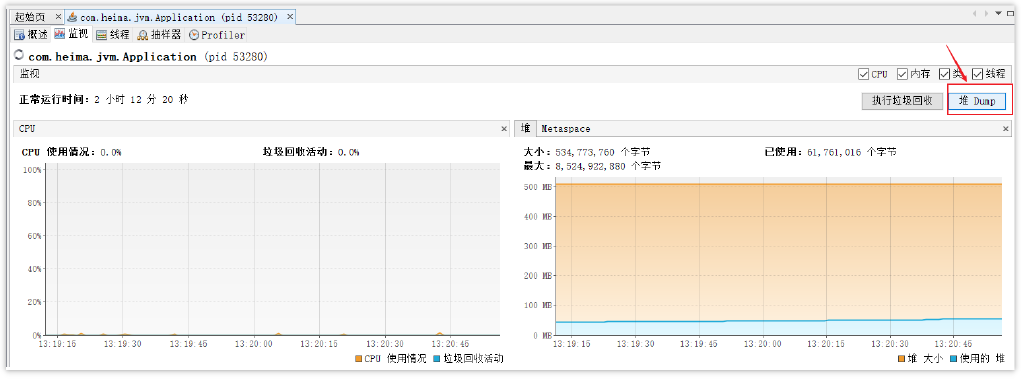 起始页 com.heima.jvm.Application (pid 53280)
概述 监视 线程 抽样器 Profiler
com.heima.jvm.Application (pid 53280)
监视 CPU 内存 类 线程
正常运行时间: 2 小时 12 分 20 秒 执行垃圾回收 堆 Dump
CPU
CPU 使用情况: 0.0% 垃圾回收活动: 0.0%
100%
80%
60%
40%
20%
0%
13:19:16 13:19:30 13:19:46 13:20:00 13:20:16 13:20:30 13:20:46
CPU 使用情况 垃圾回收活动
堆 Metaspace
大小: 534,773,760 个字节 已使用: 61,761,016 个字节
最大: 8,524,922,880 个字节
500 MB
400 MB
300 MB
200 MB
100 MB
0 MB
13:19:16 13:19:30 13:19:46 13:20:00 13:20:16 13:20:30 13:20:46
堆 大小 使用的 堆